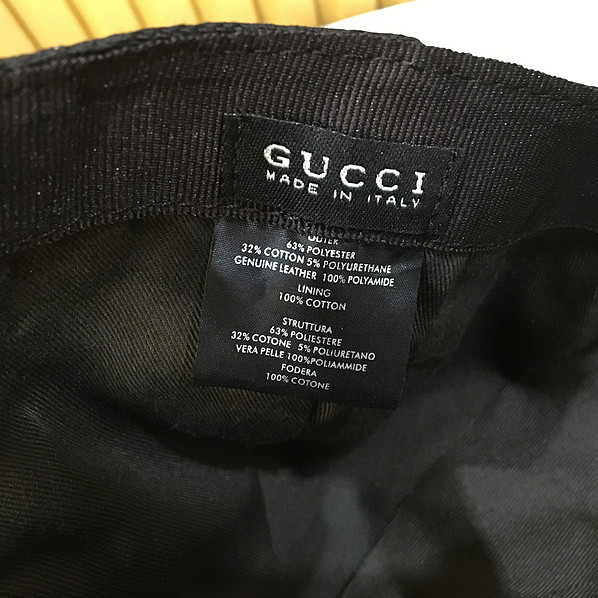 GUCCI
MADE IN ITALY
OUTER
63% POLYESTER
32% COTTON 5% POLYURETHANE
GENUINE LEATHER 100% POLYAMIDE
LINING
100% COTTON
STRUTTURA
63% POLIESTERE
32% COTONE 5% POLIURETANO
VERA PELLE 100%POLIAMMIDE
FODERA
100% COTONE